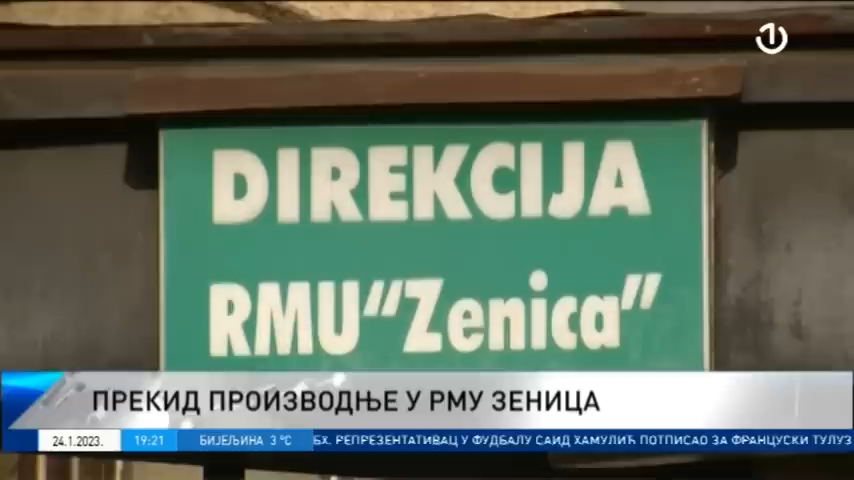 DIREKCIJA
RMU“Zenica”
ПРЕКИД ПРОИЗВОДЊЕ У РМУ ЗЕНИЦА
24.1.2023. 19:21 БИЈЕЉИНА 3 °C БХ. РЕПРЕЗЕНТАТИВАЦ У ФУДБАЛУ САИД ХАМУЛИЋ ПОТПИСАО ЗА ФРАНЦУСКИ ТУЛУЗ